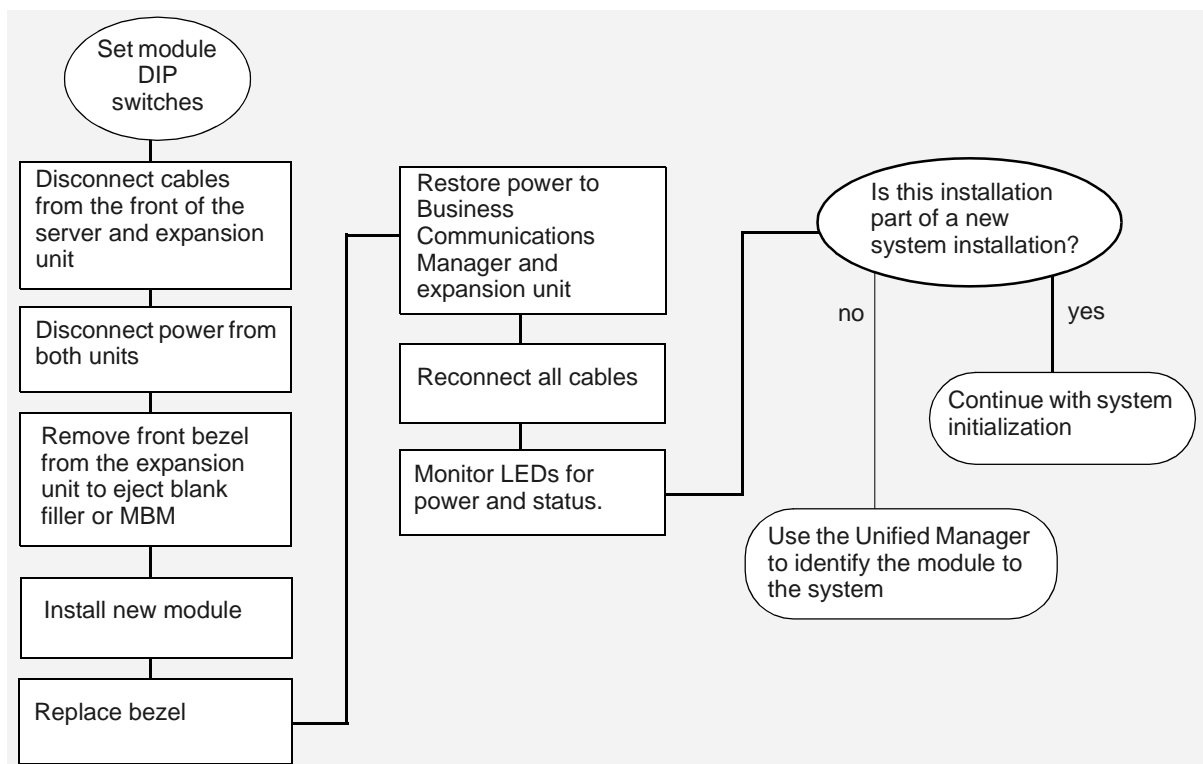 Set module
DIP
switches
Disconnect cables
from the front of the
server and expansion
unit
Disconnect power from
both units
Remove front bezel
from the expansion
unit to eject blank
filler or MBM
Install new module
Replace bezel
Restore power to
Business
Communications
Manager and
expansion unit
Reconnect all cables
Monitor LEDs for
power and status.
Is this installation
part of a new
system installation?
no
yes
Continue with system
initialization
Use the Unified Manager
to identify the module to
the system